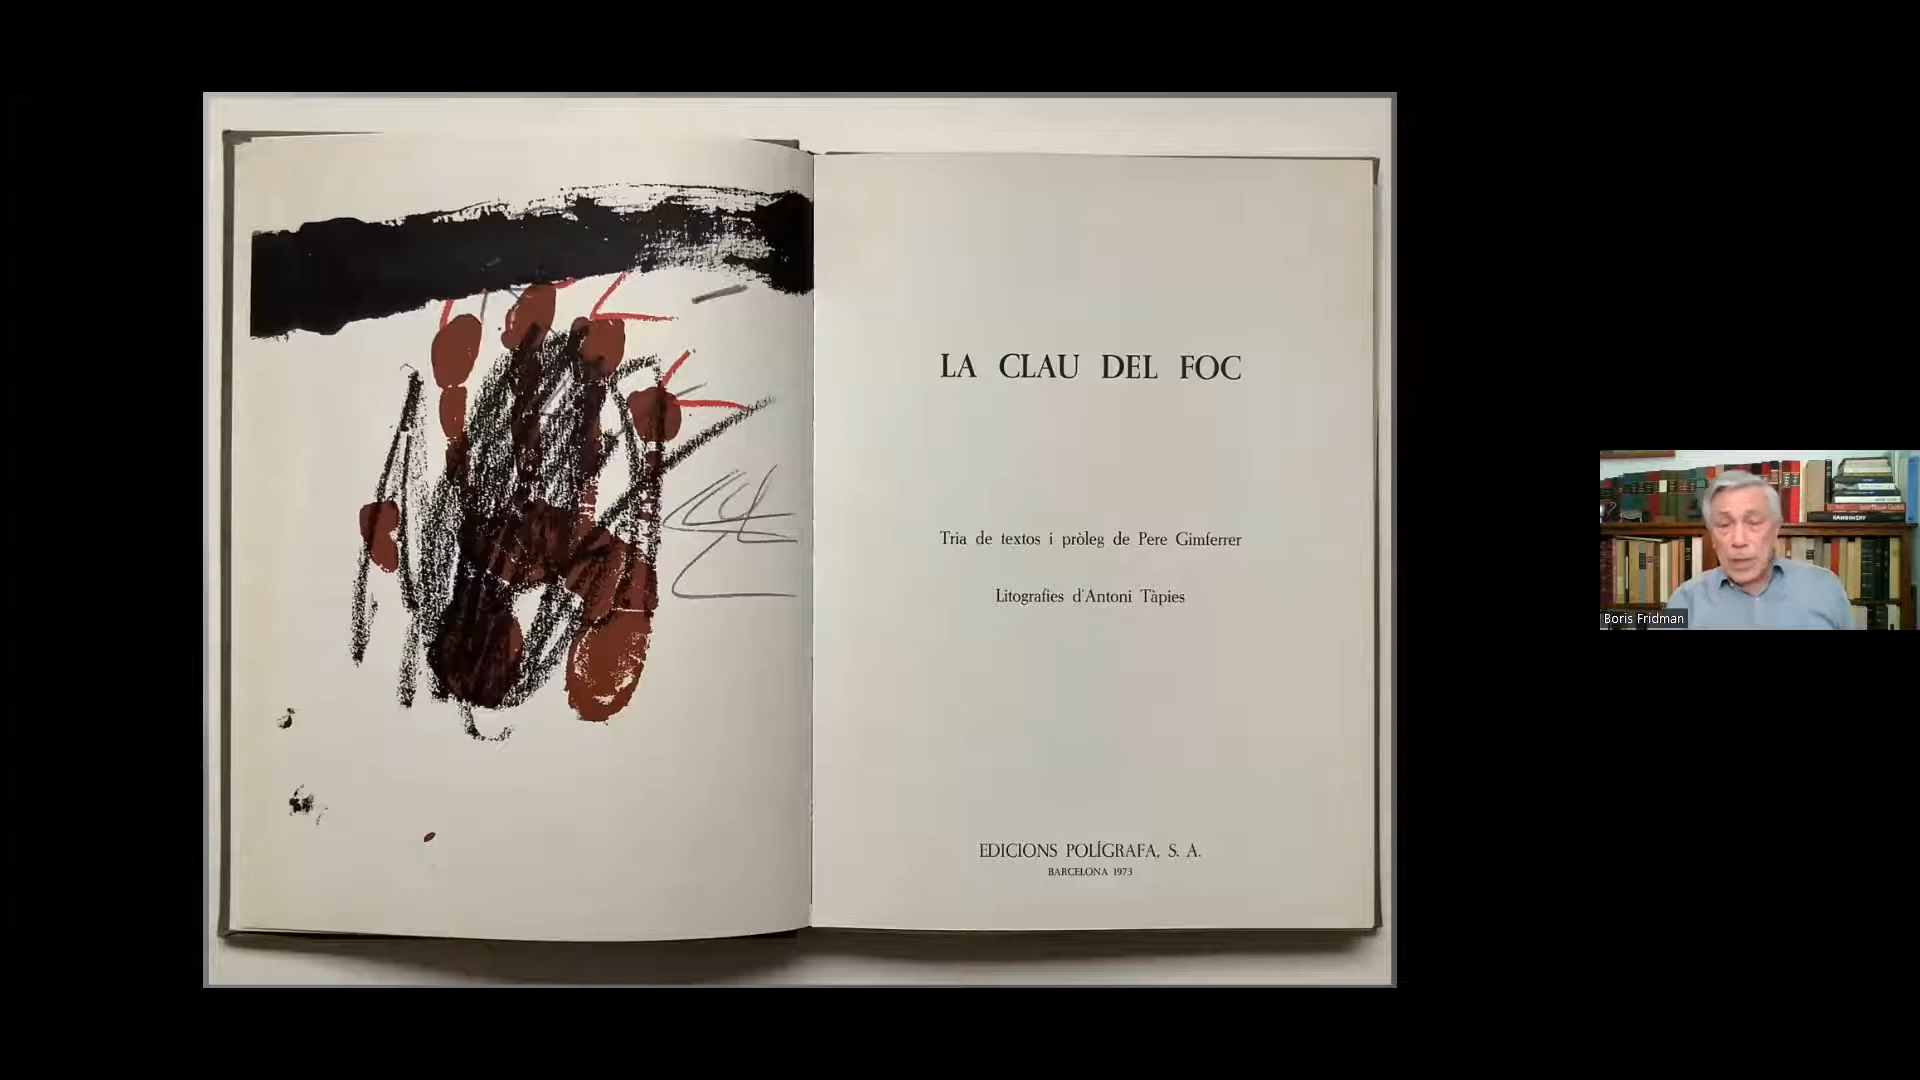 LA CLAU DEL FOC
Tria de textos i pròleg de Pere Gimferrer
Litografies d'Antoni Tàpies
EDICIONS POLÍGRAFA, S. A.
BARCELONA 1973
KANDINSKY
Boris Fridman